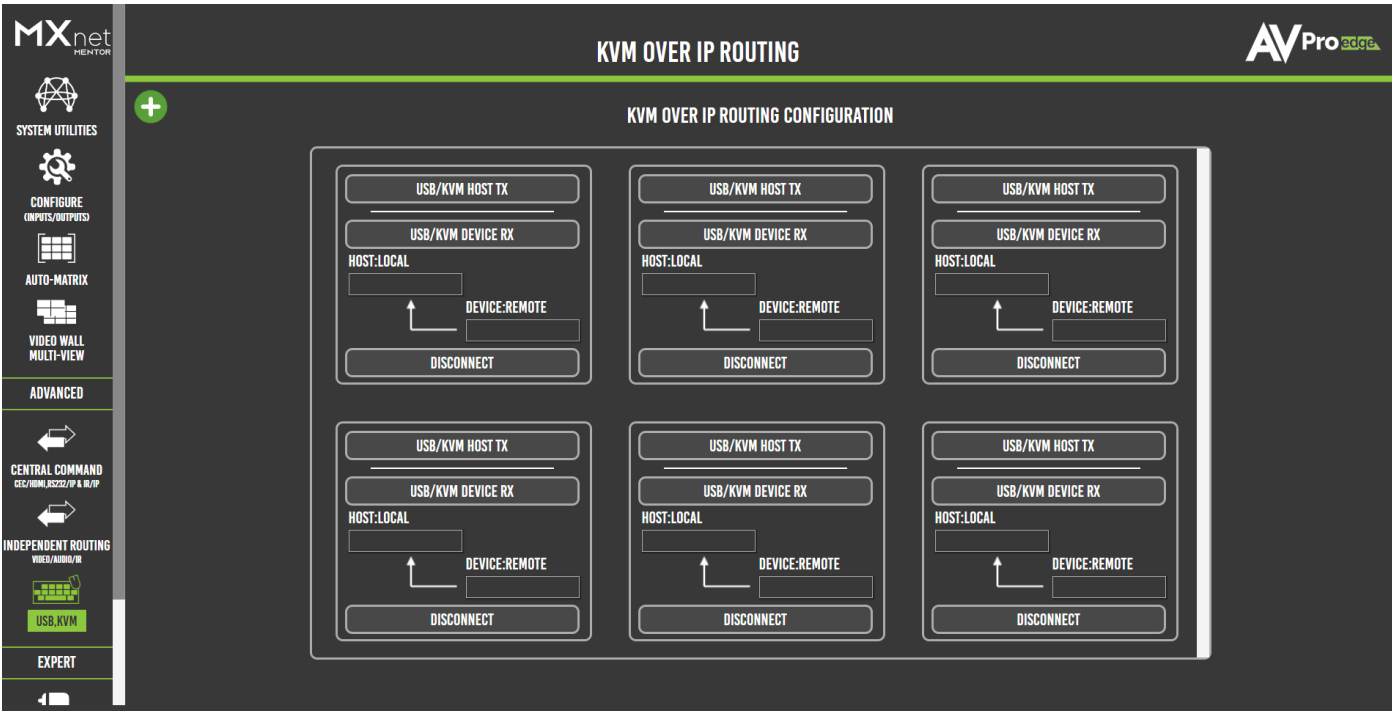 MXnet
MENTOR
KVM OVER IP ROUTING
AVPro edge
SYSTEM UTILITIES
CONFIGURE
(INPUTS/OUTPUTS)
AUTO-MATRIX
VIDEO WALL
MULTI-VIEW
ADVANCED
CENTRAL COMMAND
CEC/HDMI,RS232/IP & IR/IP
INDEPENDENT ROUTING
VIDEO/AUDIO/IR
USB,KVM
EXPERT
KVM OVER IP ROUTING CONFIGURATION
USB/KVM HOST TX
USB/KVM DEVICE RX
HOST:LOCAL
DEVICE:REMOTE
DISCONNECT
USB/KVM HOST TX
USB/KVM DEVICE RX
HOST:LOCAL
DEVICE:REMOTE
DISCONNECT
USB/KVM HOST TX
USB/KVM DEVICE RX
HOST:LOCAL
DEVICE:REMOTE
DISCONNECT
USB/KVM HOST TX
USB/KVM DEVICE RX
HOST:LOCAL
DEVICE:REMOTE
DISCONNECT
USB/KVM HOST TX
USB/KVM DEVICE RX
HOST:LOCAL
DEVICE:REMOTE
DISCONNECT
USB/KVM HOST TX
USB/KVM DEVICE RX
HOST:LOCAL
DEVICE:REMOTE
DISCONNECT